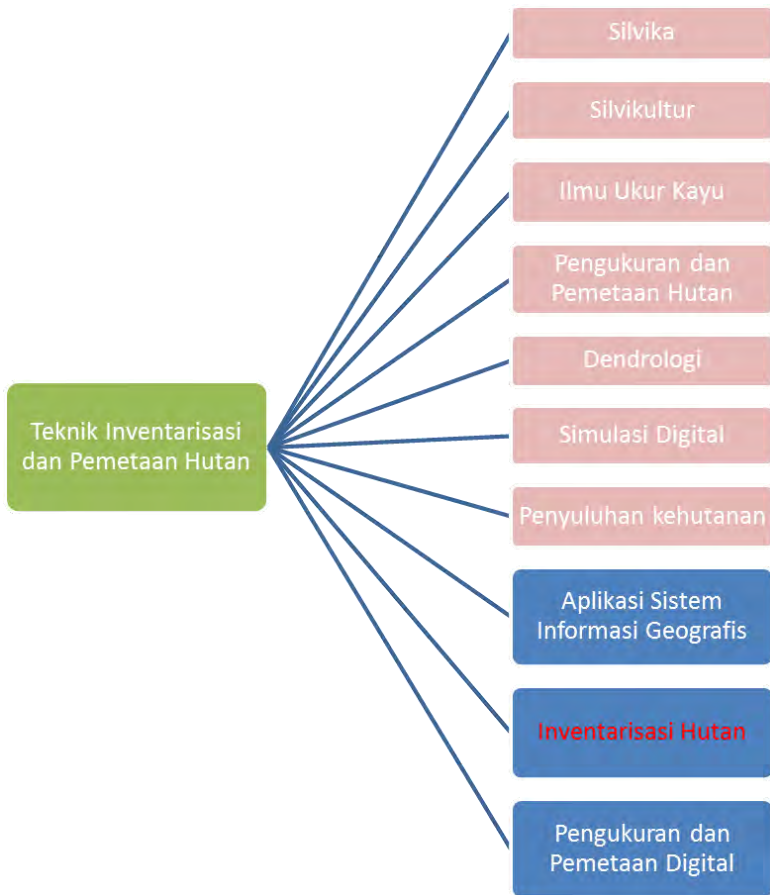 Silvika
Silvikultur
Ilmu Ukur Kayu
Pengukuran dan
Pemetaan Hutan
Dendrologi
Teknik Inventarisasi
dan Pemetaan Hutan
Simulasi Digital
Penyuluhan kehutanan
Aplikasi Sistem
Informasi Geografis
Inventarisasi Hutan
Pengukuran dan
Pemetaan Digital